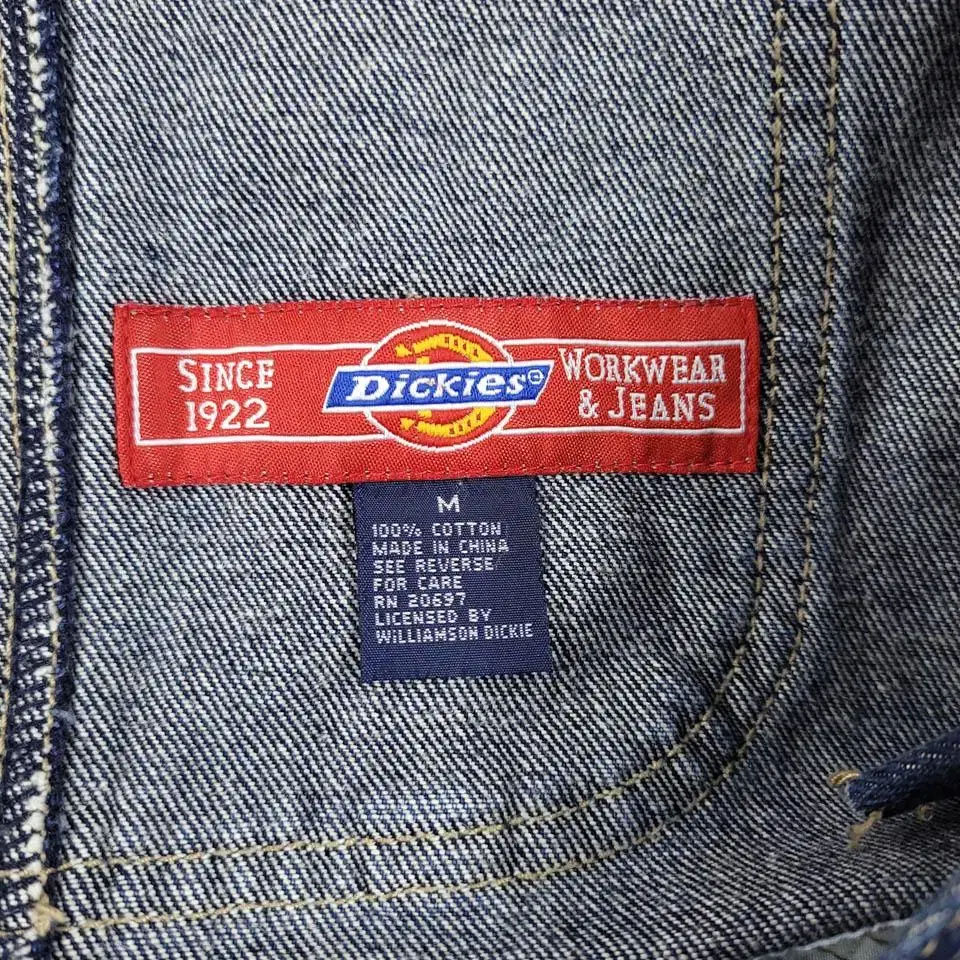 SINCE
1922
Dickies®
WORKWEAR
& JEANS
M
100% COTTON
MADE IN CHINA
SEE REVERSE
FOR CARE
RN 20697
LICENSED BY
WILLIAMSON DICKIE